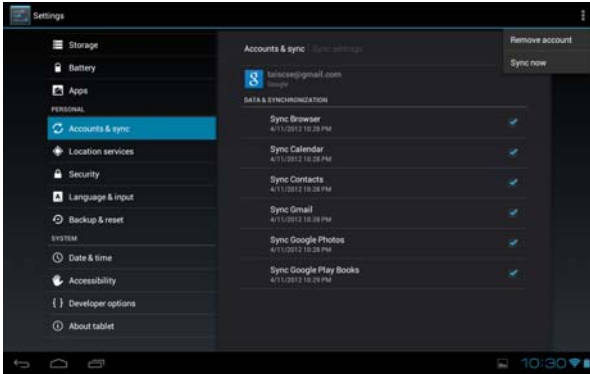 Settings
Storage
Battery
Apps
PERSONAL
Accounts & sync
Location services
Security
Language & input
Backup & reset
SYSTEM
Date & time
Accessibility
{ } Developer options
About tablet
Accounts & sync Sync settings
taiscse@gmail.com
Google
DATA & SYNCHRONIZATION
Sync Browser
4/11/2012 10:28 PM
Sync Calendar
4/11/2012 10:28 PM
Sync Contacts
4/11/2012 10:28 PM
Sync Gmail
4/11/2012 10:28 PM
Sync Google Photos
4/11/2012 10:28 PM
Sync Google Play Books
4/11/2012 10:29 PM
Remove account
Sync now
10:30